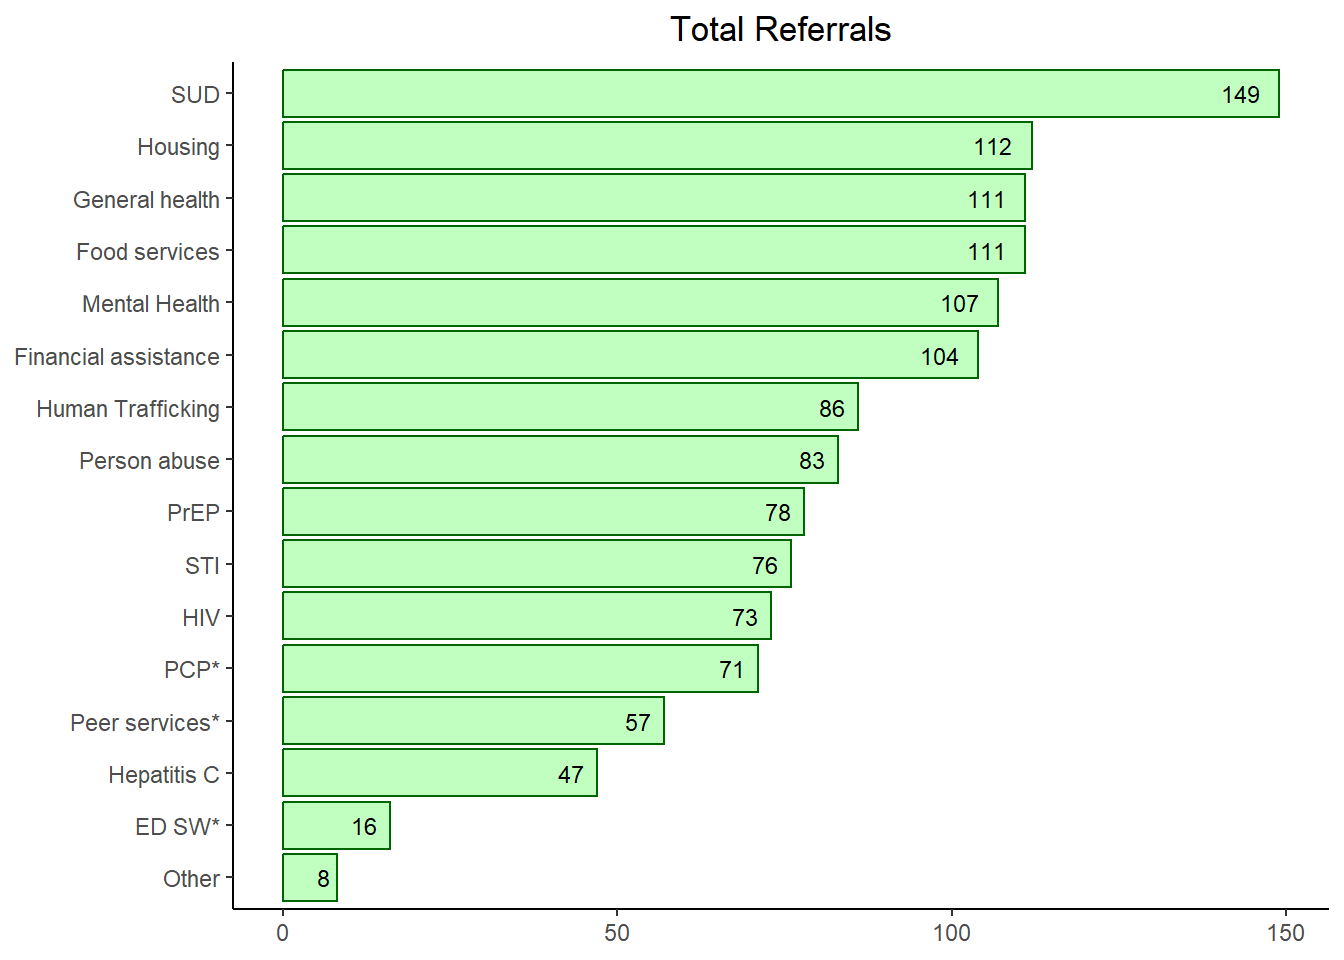 Total Referrals
SUD 149
Housing 112
General health 111
Food services 111
Mental Health 107
Financial assistance 104
Human Trafficking 86
Person abuse 83
PrEP 78
STI 76
HIV 73
PCP* 71
Peer services* 57
Hepatitis C 47
ED SW* 16
Other 8
0 50 100 150